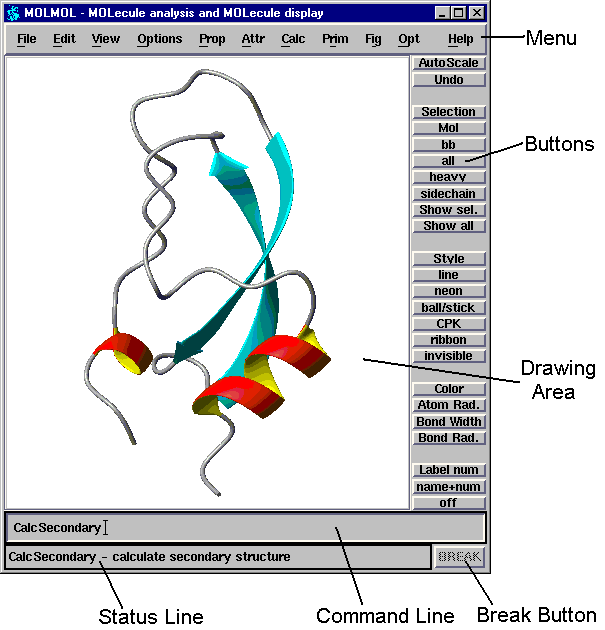 MOLMOL - MOLecule analysis and MOLecule display
File Edit View Options Prop Attr Calc Prim Fig Opt Help
Menu
AutoScale
Undo
Selection
Mol
bb
Buttons
all
heavy
sidechain
Show sel.
Show all
Style
line
neon
ball/stick
CPK
ribbon
invisible
Drawing
Area
Color
Atom Rad.
Bond Width
Bond Rad.
Label num
name+num
off
CalcSecondary
CalcSecondary - calculate secondary structure
BREAK
Status Line
Command Line
Break Button